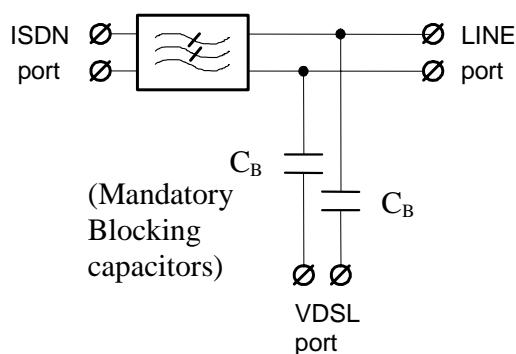 ISDN
port
LINE
port
C_B
C_B
(Mandatory
Blocking
capacitors)
VDSL
port